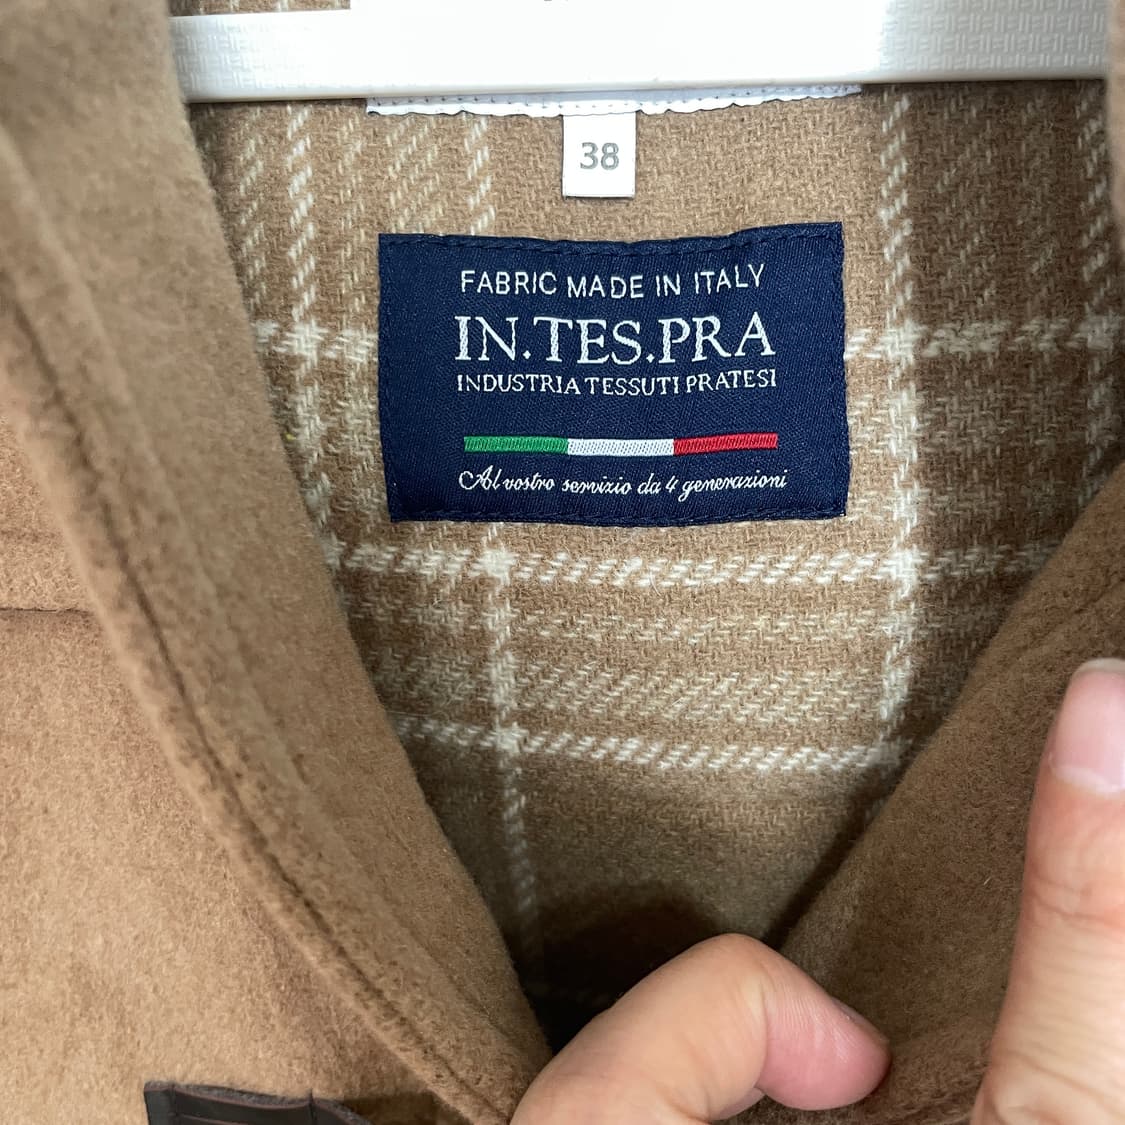 38
FABRIC MADE IN ITALY
IN.TES.PRA
INDUSTRIA TESSUTI PRATESI
Al vostro servizio da 4 generazioni